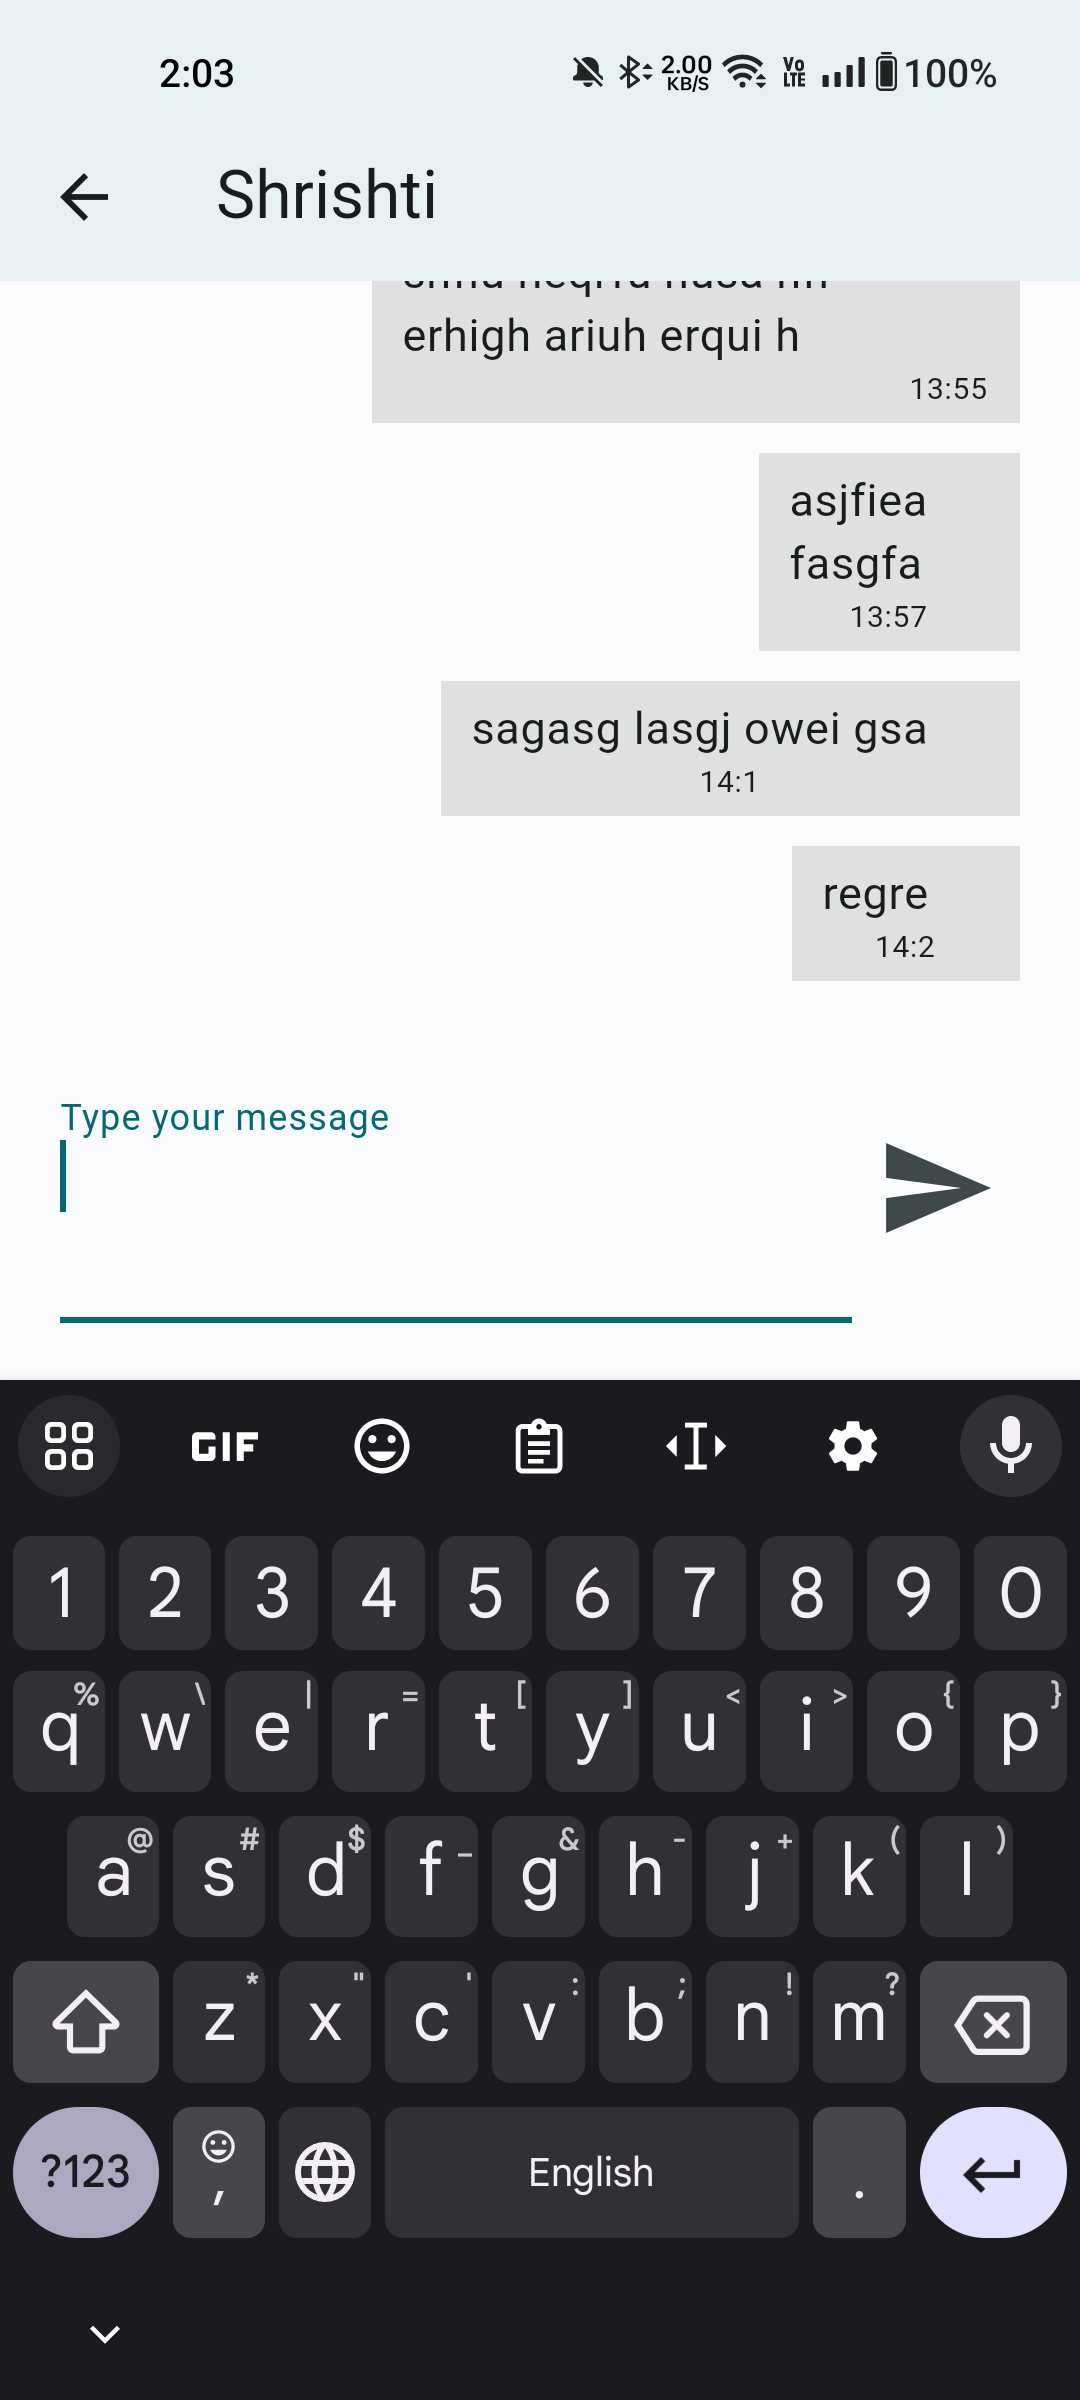 2:03
2.00
KB/S
Vo
LTE
100%
Shrishti
erhigh ariuh erqui h
13:55
asjfiea
fasgfa
13:57
sagasg lasgj owei gsa
14:1
regre
14:2
Type your message
GIF
1 2 3 4 5 6 7 8 9 0
% \ | = [ ] < > { }
q w e r t y u i o p
@ # $ _ & - + ( )
a s d f g h j k l
* " ' : ; ! ?
z x c v b n m
?123 , English .